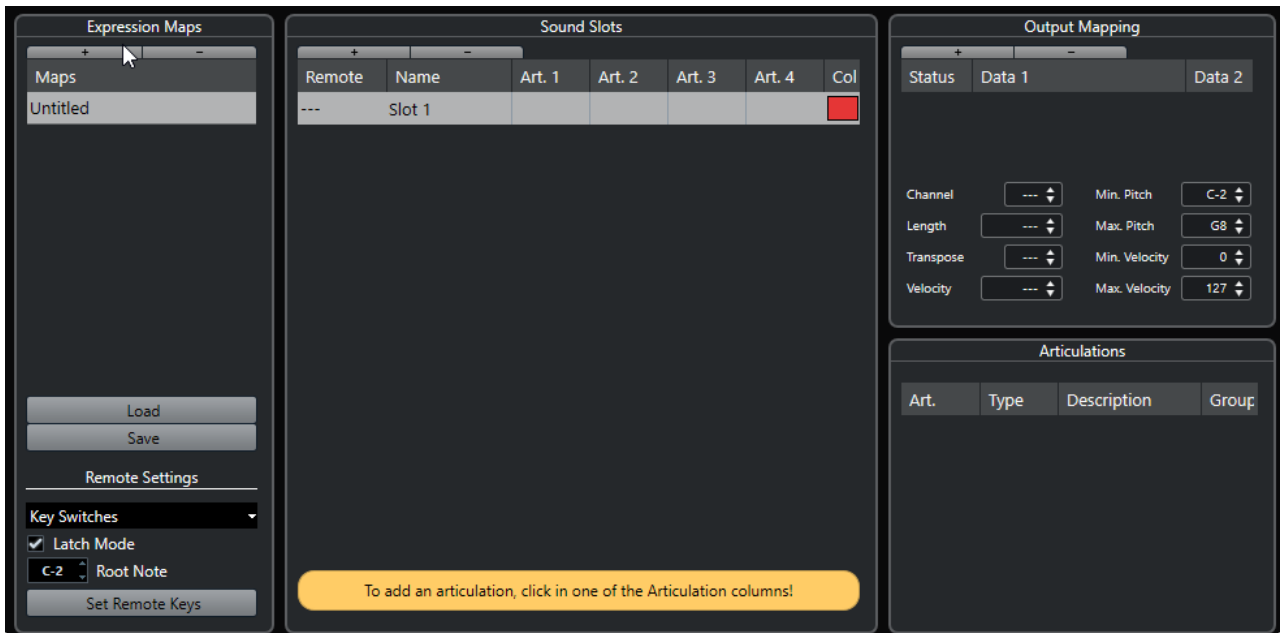 Expression Maps
+ -
Maps
Untitled
Load
Save
Remote Settings
Key Switches
Latch Mode
C-2 Root Note
Set Remote Keys
Sound Slots
+ -
Remote Name Art. 1 Art. 2 Art. 3 Art. 4 Col
--- Slot 1
To add an articulation, click in one of the Articulation columns!
Output Mapping
+ -
Status Data 1 Data 2
Channel --- Min. Pitch C-2
Length --- Max. Pitch G8
Transpose --- Min. Velocity 0
Velocity --- Max. Velocity 127
Articulations
Art. Type Description Group